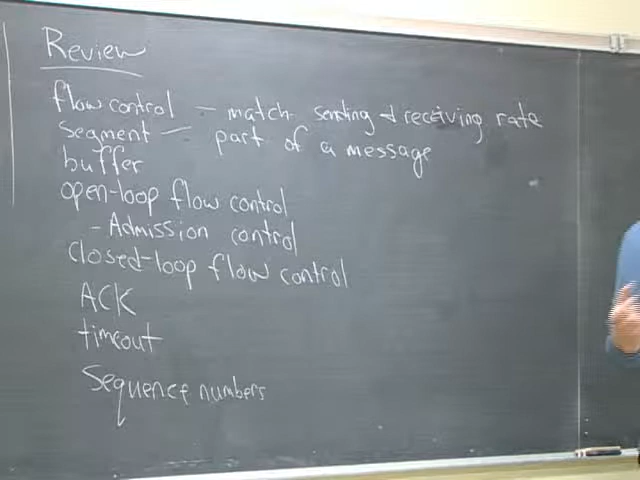 Review
flow control — match sending & receiving rate
Segment — part of a message
buffer
open-loop flow control
- Admission control
Closed-loop flow control
ACK
timeout
Sequence numbers